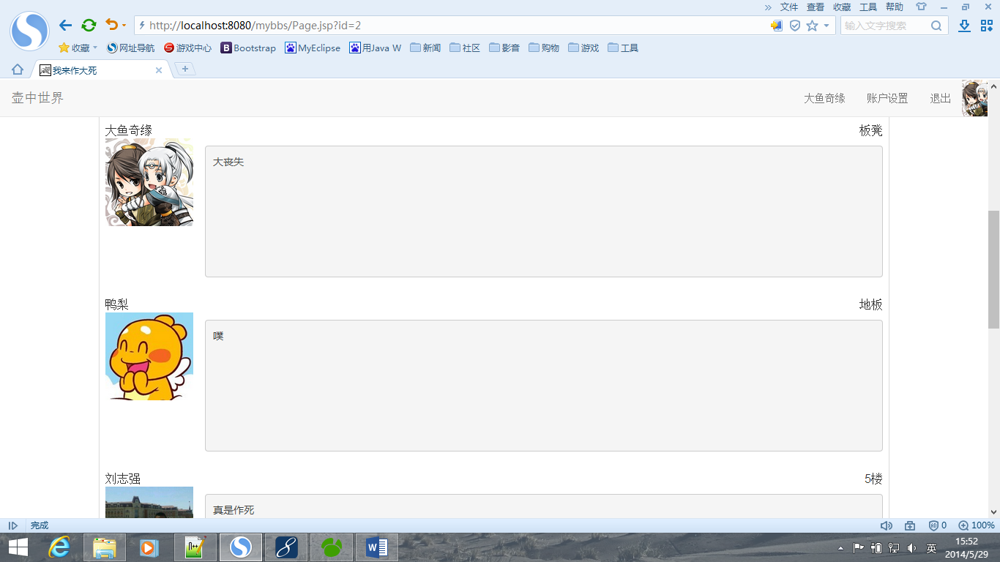 » 文件 查看 收藏 工具 帮助
http://localhost:8080/mybbs/Page.jsp?id=2
输入文字搜索
收藏 网址导航 游戏中心 B Bootstrap MyEclipse 用Java W 新闻 社区 影音 购物 游戏 工具
我来作大死
壶中世界 大鱼奇缘 账户设置 退出
大鱼奇缘 板凳
大丧失
鸭梨 地板
噗
刘志强 5楼
真是作死
完成 0 100%
英 15:52
2014/5/29